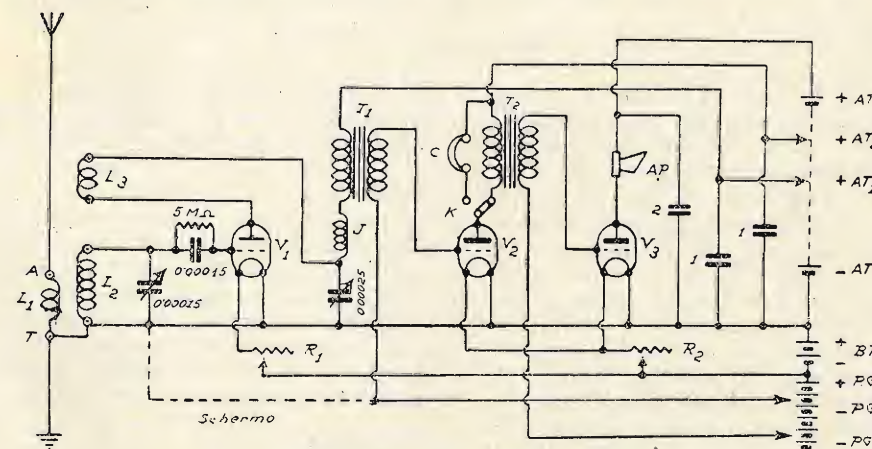 T1
T2
+ AT
+ AT
+ AT
- AT
C
K
AP
2
1
1
L3
5 MΩ
0'00015
V1
J
V2
V3
A
L1
T
L2
0'00015
0'00025
R1
R2
+
BT
-
+ PG
- PG
- PG
Schermo